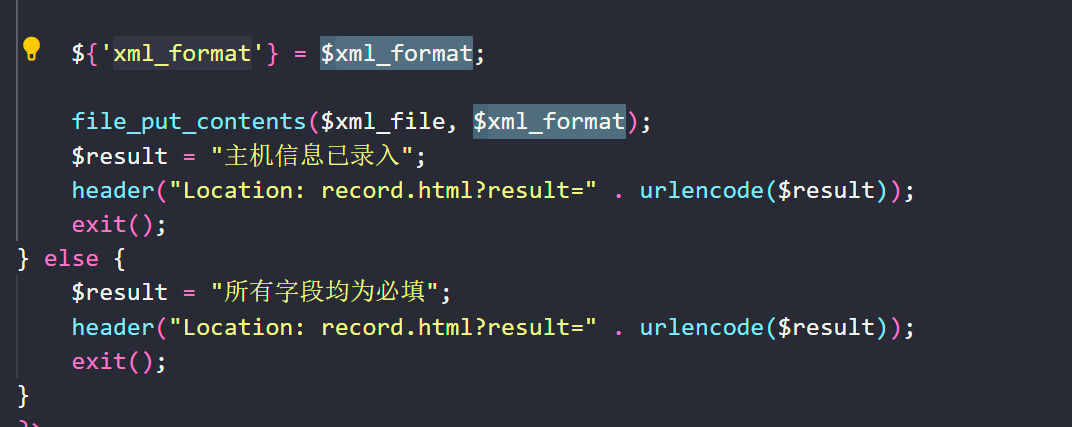 ${'xml_format'} = $xml_format;
file_put_contents($xml_file, $xml_format);
$result = "主机信息已录入";
header("Location: record.html?result=" . urlencode($result));
exit();
} else {
$result = "所有字段均为必填";
header("Location: record.html?result=" . urlencode($result));
exit();
}